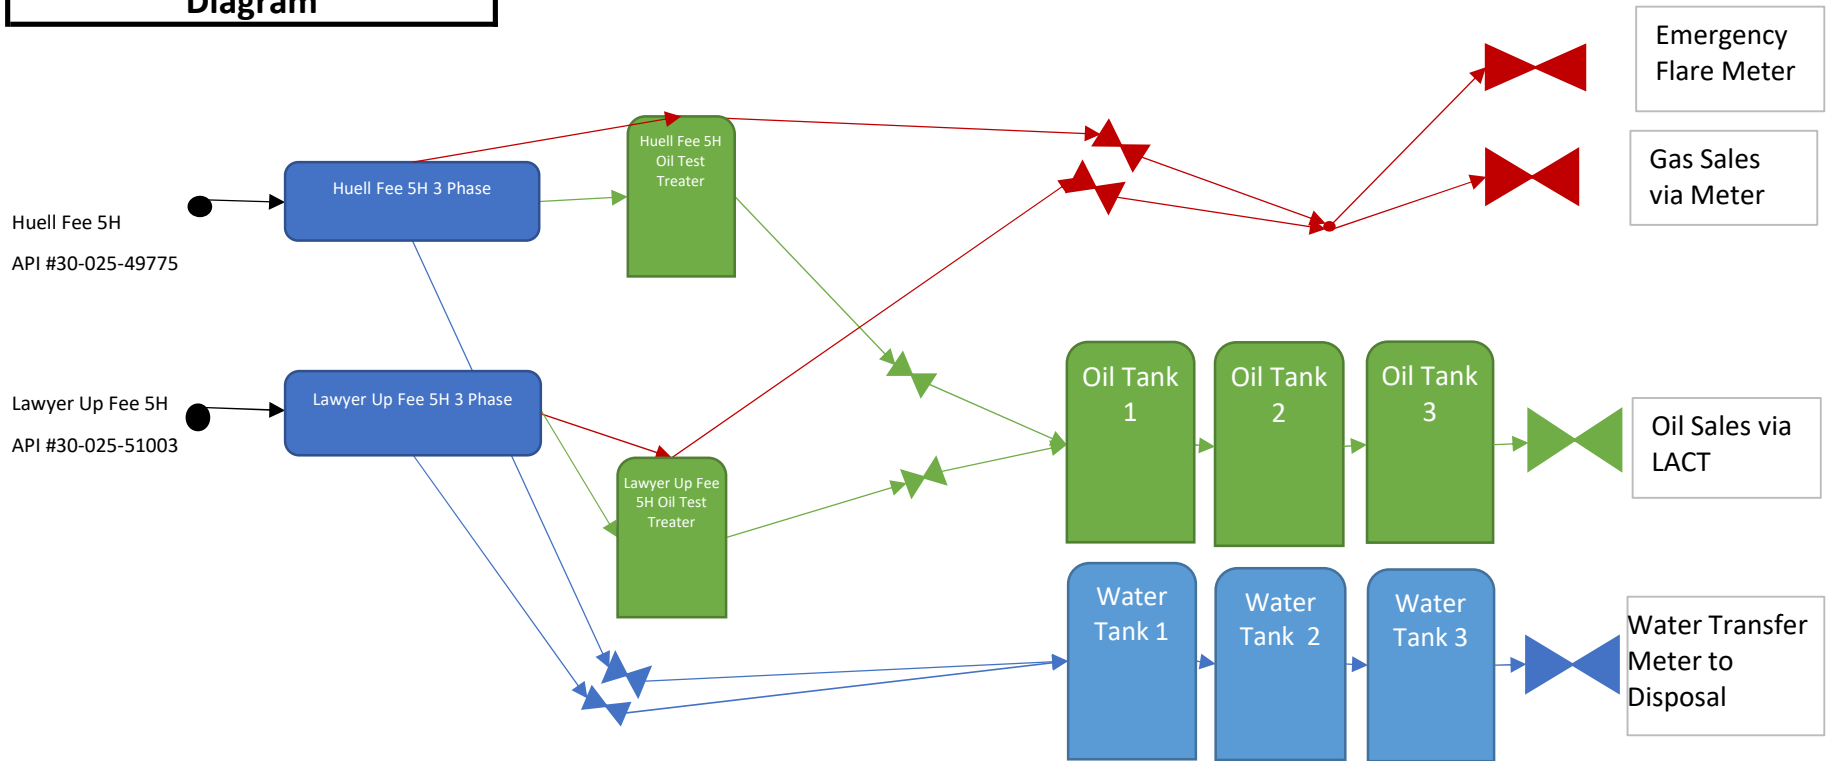 Diagram
Emergency
Flare Meter
Gas Sales
via Meter
Huell Fee 5H
Oil Test
Treater
Huell Fee 5H 3 Phase
Huell Fee 5H
API #30-025-49775
Lawyer Up Fee 5H 3 Phase
Lawyer Up Fee 5H
API #30-025-51003
Lawyer Up Fee
5H Oil Test
Treater
Oil Tank
1
Oil Tank
2
Oil Tank
3
Oil Sales via
LACT
Water
Tank 1
Water
Tank 2
Water
Tank 3
Water Transfer
Meter to
Disposal